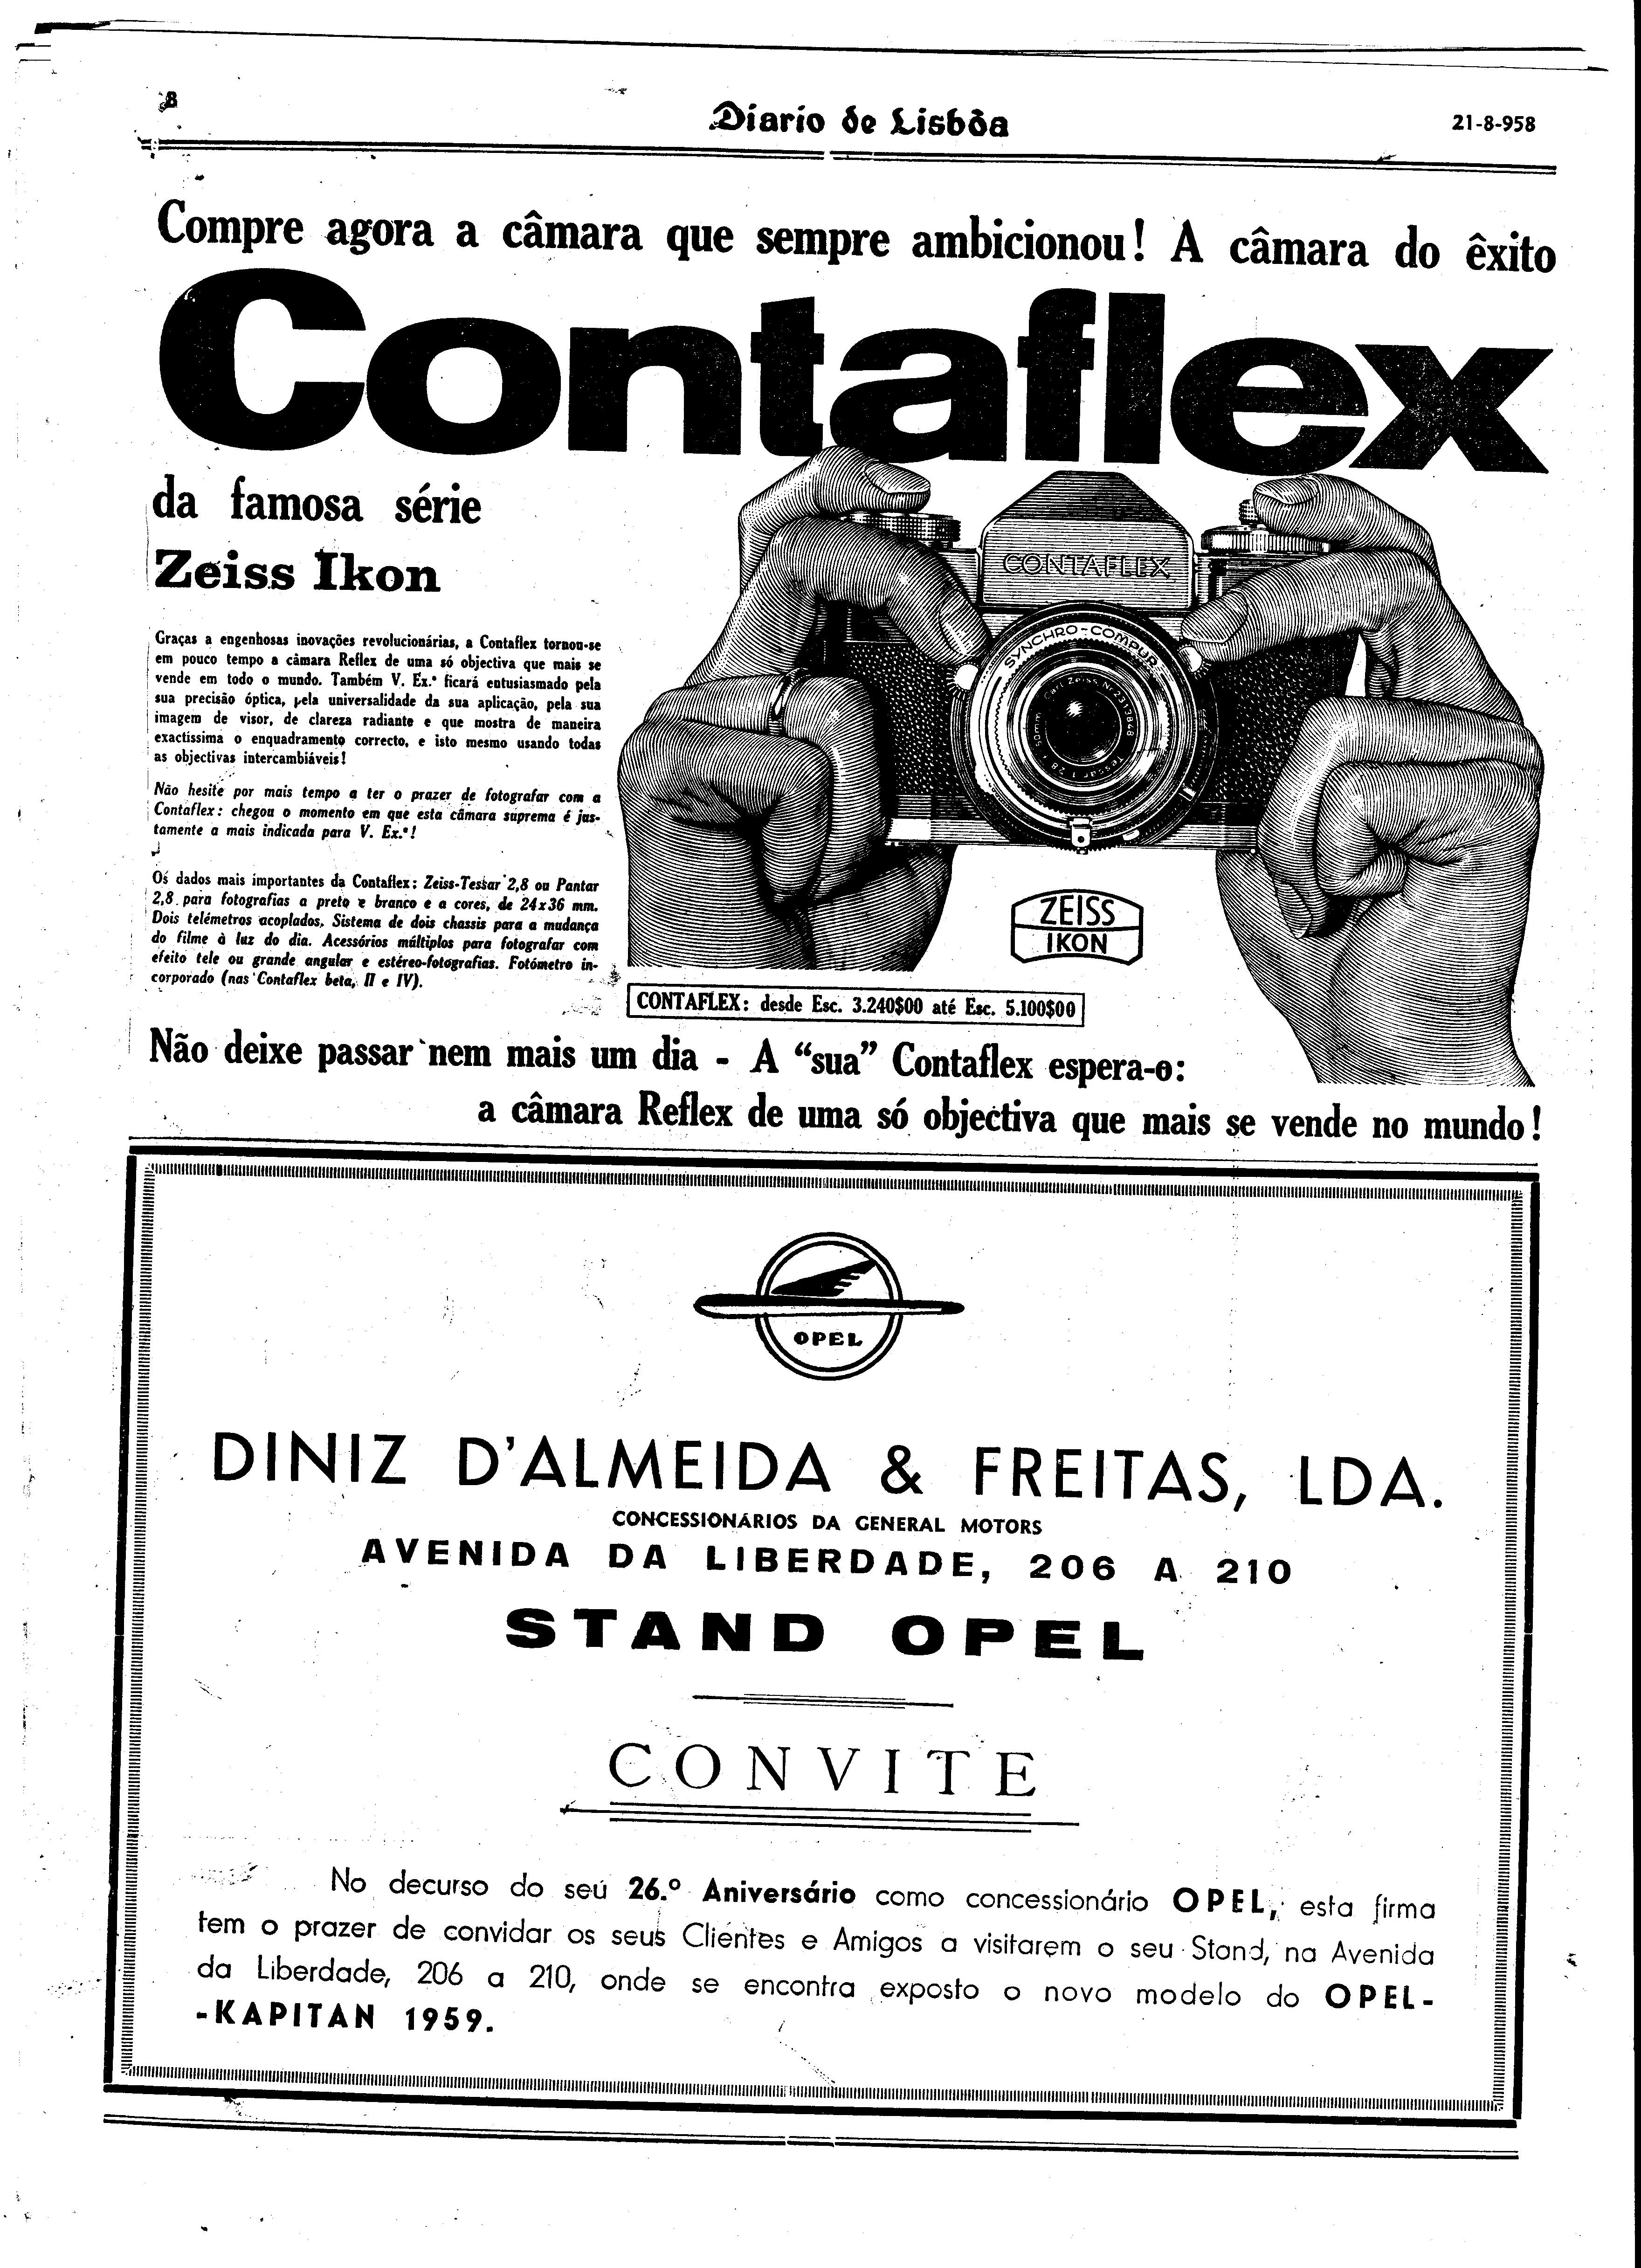 8
Diario de Lisbôa
21-8-958
Compre agora a câmara que sempre ambicionou! A câmara do êxito
Contaflex
da famosa série
Zeiss Ikon
Graças a engenhosas inovações revolucionárias, a Contaflex tornou-se
em pouco tempo a câmara Reflex de uma só objectiva que mais se
vende em todo o mundo. Também V. Ex.ª ficará entusiasmado pela
sua precisão óptica, pela universalidade da sua aplicação, pela sua
imagem de visor, de clareza radiante e que mostra de maneira
exactíssima o enquadramento correcto, e isto mesmo usando todas
as objectivas intercambiáveis!
Não hesite por mais tempo a ter o prazer de fotografar com a
Contaflex: chegou o momento em que esta câmara suprema é jus-
tamente a mais indicada para V. Ex.ª!
Os dados mais importantes da Contaflex: Zeiss-Tessar 2,8 ou Pantar
2,8 para fotografias a preto e branco e a cores, de 24x36 mm.
Dois telémetros acoplados, Sistema de dois chassis para a mudança
do filme à luz do dia. Acessórios múltiplos para fotografar com
efeito tele ou grande angular e estéreo-fotografias. Fotómetro in-
corporado (nas Contaflex beta, II e IV).
CONTAFLEX
SYNCHRO-COMPUR
Carl Zeiss Nr 2313848
Tessar 1:2,8 50mm
ZEISS
IKON
CONTAFLEX: desde Esc. 3.240$00 até Esc. 5.100$00
Não deixe passar nem mais um dia - A “sua” Contaflex espera-o:
a câmara Reflex de uma só objectiva que mais se vende no mundo!
OPEL
DINIZ D'ALMEIDA & FREITAS, LDA.
CONCESSIONÁRIOS DA GENERAL MOTORS
AVENIDA DA LIBERDADE, 206 A 210
STAND OPEL
CONVITE
No decurso do seu 26.º Aniversário como concessionário OPEL, esta firma
tem o prazer de convidar os seus Clientes e Amigos a visitarem o seu Stand, na Avenida
da Liberdade, 206 a 210, onde se encontra exposto o novo modelo do OPEL-
-KAPITAN 1959.